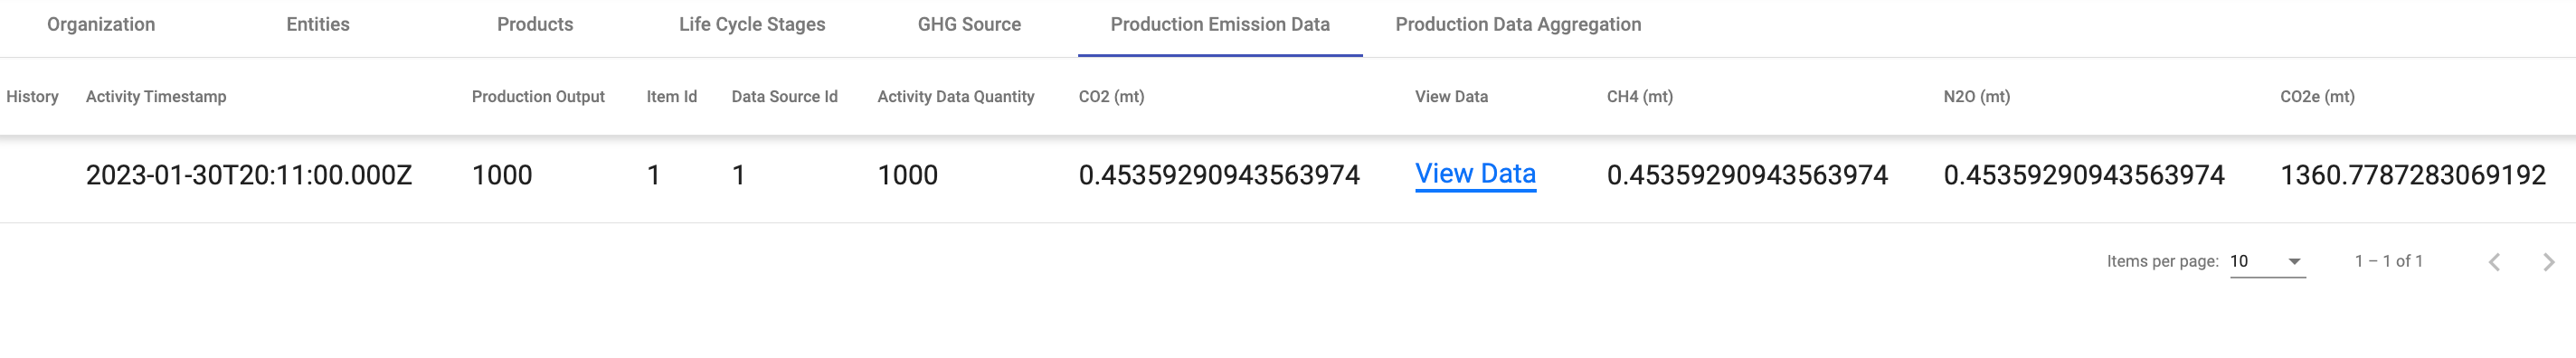 Organization Entities Products Life Cycle Stages GHG Source Production Emission Data Production Data Aggregation
History Activity Timestamp Production Output Item Id Data Source Id Activity Data Quantity CO2 (mt) View Data CH4 (mt) N2O (mt) CO2e (mt)
2023-01-30T20:11:00.000Z 1000 1 1 1000 0.45359290943563974 View Data 0.45359290943563974 0.45359290943563974 1360.7787283069192
Items per page: 10 1 – 1 of 1